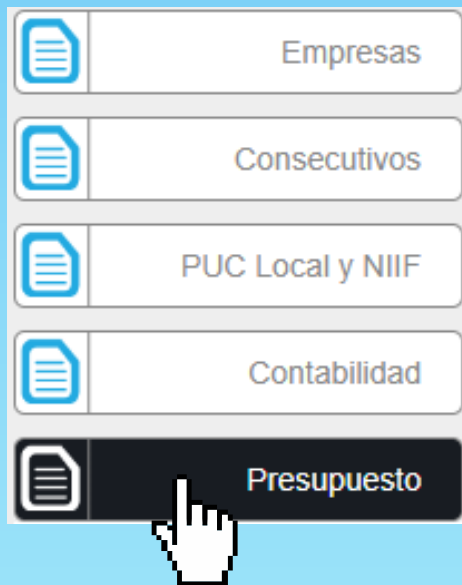 Empresas
Consecutivos
PUC Local y NIIF
Contabilidad
Presupuesto